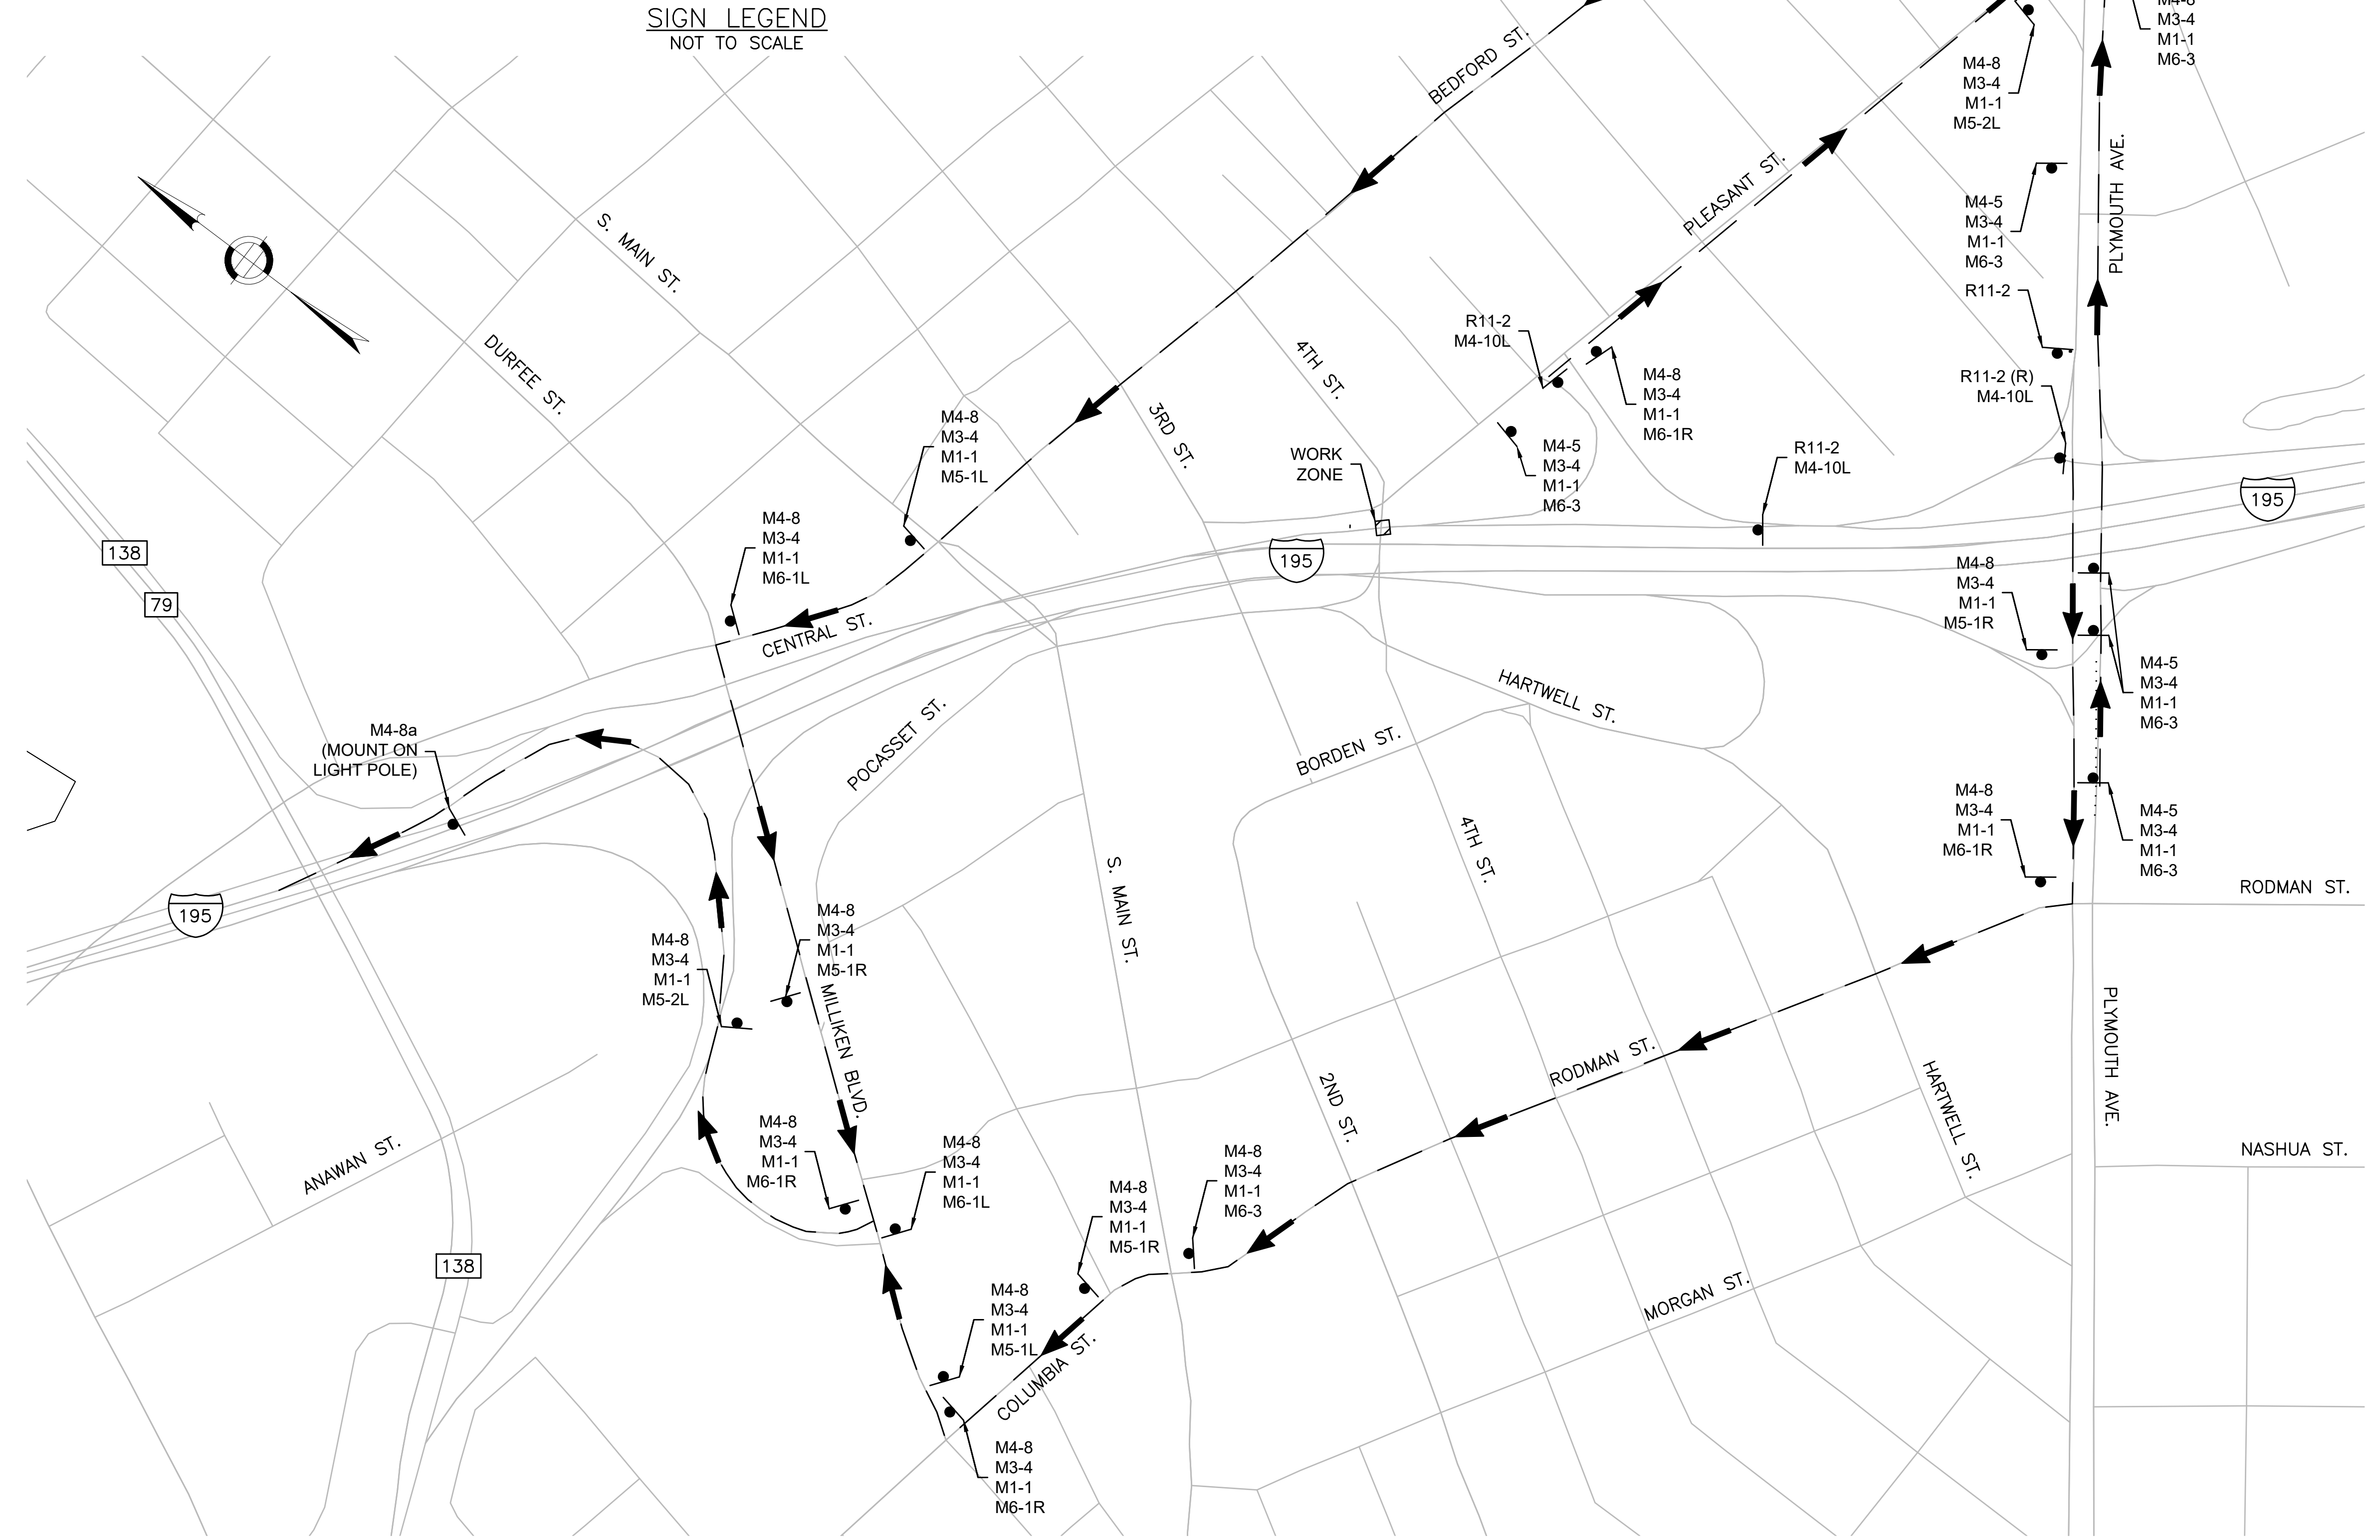 SIGN LEGEND
NOT TO SCALE
M4-8
M3-4
M1-1
M6-3
M4-8
M3-4
M1-1
M5-2L
BEDFORD ST.
PLEASANT ST.
PLYMOUTH AVE.
M4-5
M3-4
M1-1
M6-3
R11-2
S. MAIN ST.
DURFEE ST.
4TH ST.
3RD ST.
R11-2
M4-10L
M4-8
M3-4
M1-1
M6-1R
R11-2 (R)
M4-10L
M4-8
M3-4
M1-1
M5-1L
WORK
ZONE
M4-5
M3-4
M1-1
M6-3
R11-2
M4-10L
195
138
79
M4-8
M3-4
M1-1
M6-1L
195
M4-8
M3-4
M1-1
M5-1R
CENTRAL ST.
M4-5
M3-4
M1-1
M6-3
HARTWELL ST.
POCASSET ST.
BORDEN ST.
M4-8a
(MOUNT ON
LIGHT POLE)
M4-8
M3-4
M1-1
M6-1R
M4-5
M3-4
M1-1
M6-3
4TH ST.
S. MAIN ST.
RODMAN ST.
195
M4-8
M3-4
M1-1
M5-1R
M4-8
M3-4
M1-1
M5-2L
MILLIKEN BLVD.
RODMAN ST.
PLYMOUTH AVE.
2ND ST.
HARTWELL ST.
ANAWAN ST.
M4-8
M3-4
M1-1
M6-1R
M4-8
M3-4
M1-1
M6-1L
M4-8
M3-4
M1-1
M6-3
NASHUA ST.
M4-8
M3-4
M1-1
M5-1R
138
M4-8
M3-4
M1-1
M5-1L
MORGAN ST.
COLUMBIA ST.
M4-8
M3-4
M1-1
M6-1R